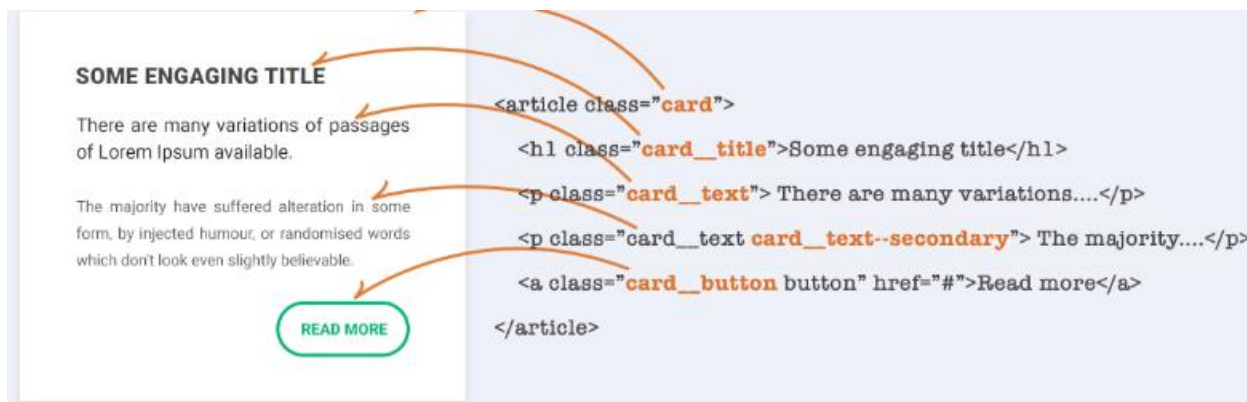 SOME ENGAGING TITLE
There are many variations of passages
of Lorem Ipsum available.
The majority have suffered alteration in some
form, by injected humour, or randomised words
which don't look even slightly believable.
READ MORE
<article class="card">
<h1 class="card__title">Some engaging title</h1>
<p class="card__text"> There are many variations....</p>
<p class="card__text card__text--secondary"> The majority....</p>
<a class="card__button button" href="#">Read more</a>
</article>